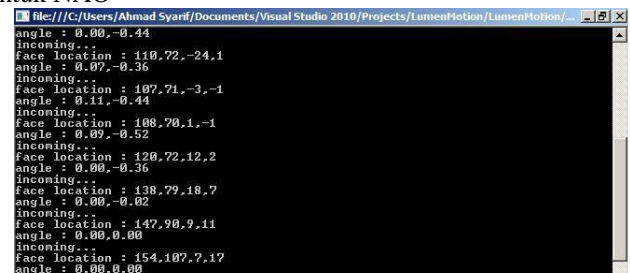 file:///C:/Users/Ahmad Syarif/Documents/Visual Studio 2010/Projects/LumenMotion/LumenMotion/...
angle : 0.00,-0.44
incoming...
face location : 110,72,-24,1
angle : 0.07,-0.36
incoming...
face location : 107,71,-3,-1
angle : 0.11,-0.44
incoming...
face location : 108,70,1,-1
angle : 0.09,-0.52
incoming...
face location : 120,72,12,2
angle : 0.00,-0.36
incoming...
face location : 138,79,18,7
angle : 0.00,-0.02
incoming...
face location : 147,90,9,11
angle : 0.00,0.00
incoming...
face location : 154,107,7,17
angle : 0.00,0.00